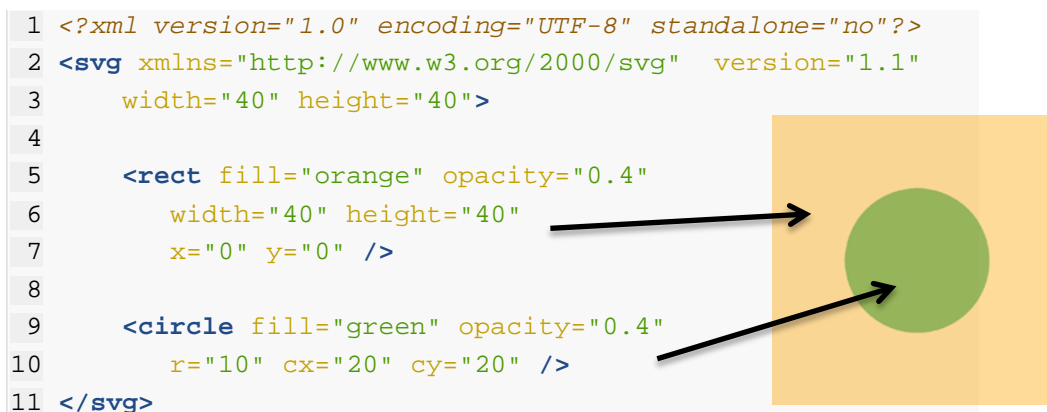 1 <?xml version="1.0" encoding="UTF-8" standalone="no"?>
2 <svg xmlns="http://www.w3.org/2000/svg"  version="1.1"
3     width="40" height="40">
4
5     <rect fill="orange" opacity="0.4"
6        width="40" height="40"
7        x="0" y="0" />
8
9     <circle fill="green" opacity="0.4"
10        r="10" cx="20" cy="20" />
11 </svg>